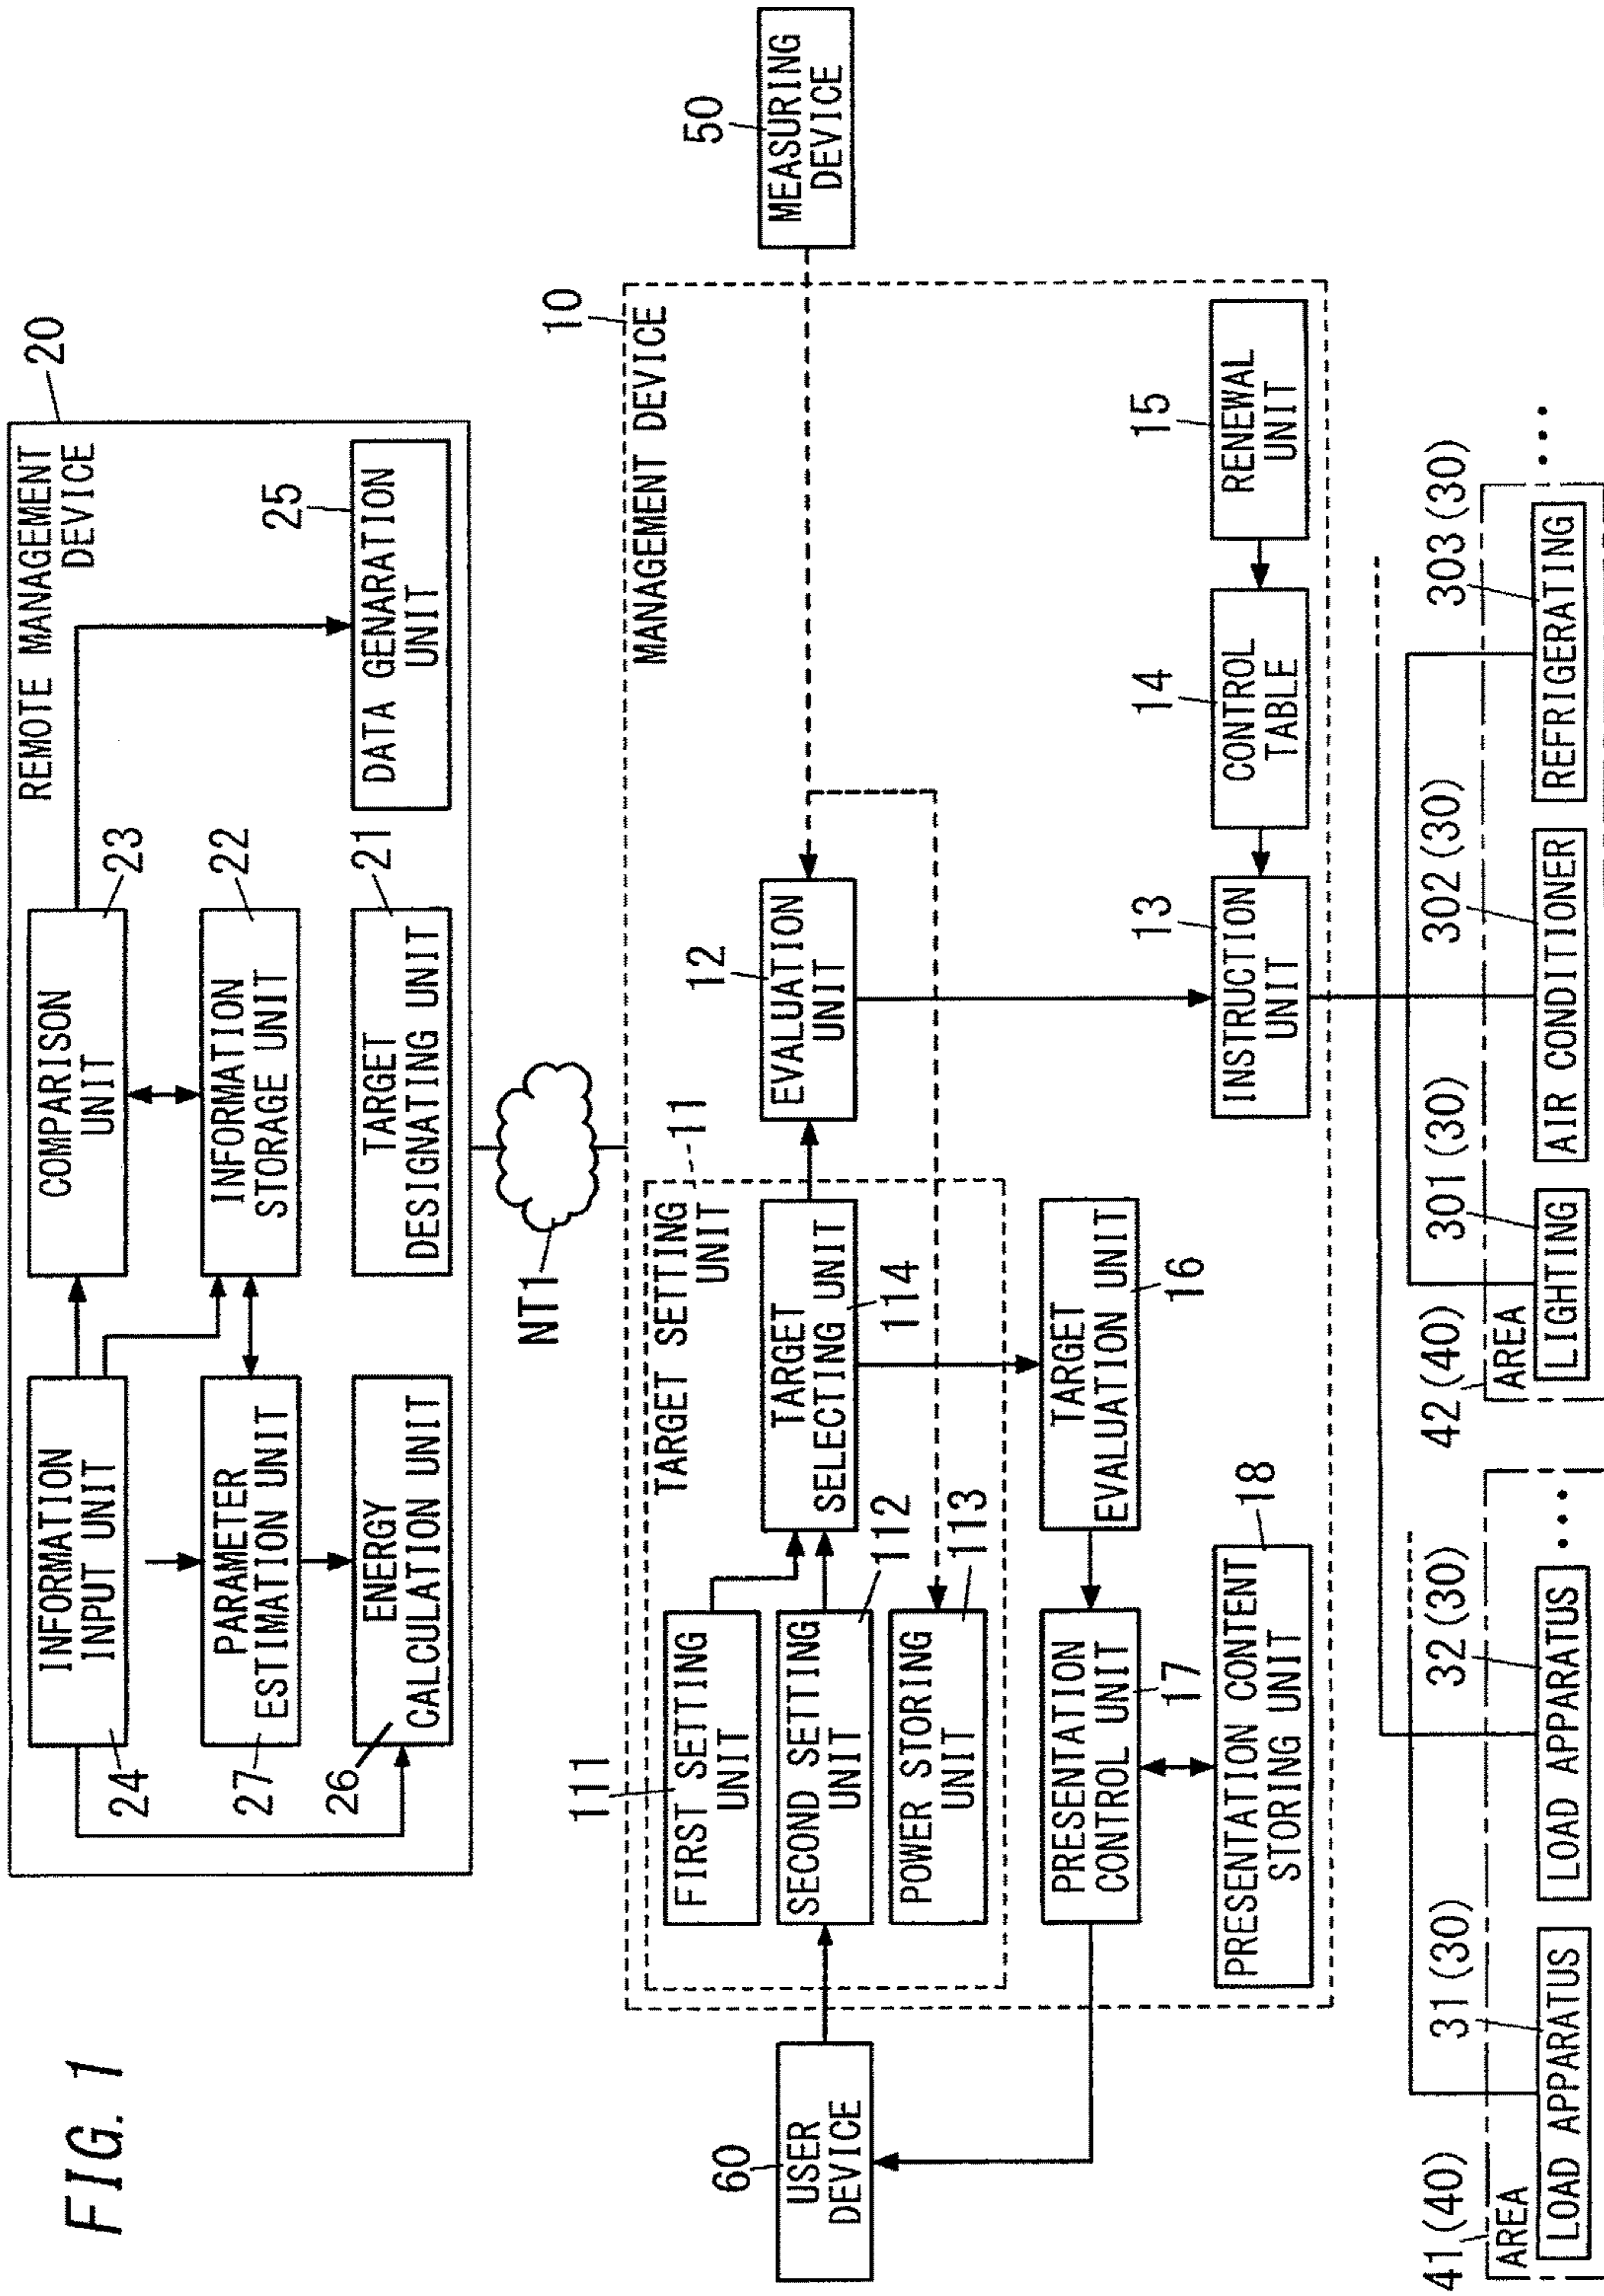 FIG. 1
20
REMOTE MANAGEMENT
DEVICE
24
INFORMATION
INPUT UNIT
23
COMPARISON
UNIT
27
PARAMETER
ESTIMATION UNIT
22
INFORMATION
STORAGE UNIT
26
ENERGY
CALCULATION UNIT
21
TARGET
DESIGNATING UNIT
25
DATA GENARATION
UNIT
NT1
10
MANAGEMENT DEVICE
11
TARGET SETTING
UNIT
111
FIRST SETTING
UNIT
112
SECOND SETTING
UNIT
113
POWER STORING
UNIT
114
TARGET
SELECTING UNIT
12
EVALUATION
UNIT
50
MEASURING
DEVICE
60
USER
DEVICE
16
TARGET
EVALUATION UNIT
17
PRESENTATION
CONTROL UNIT
18
PRESENTATION CONTENT
STORING UNIT
13
INSTRUCTION
UNIT
14
CONTROL
TABLE
15
RENEWAL
UNIT
41(40)
AREA
31(30)
LOAD APPARATUS
32(30)
LOAD APPARATUS
...
42(40)
AREA
301(30)
LIGHTING
302(30)
AIR CONDITIONER
303(30)
REFRIGERATING
...